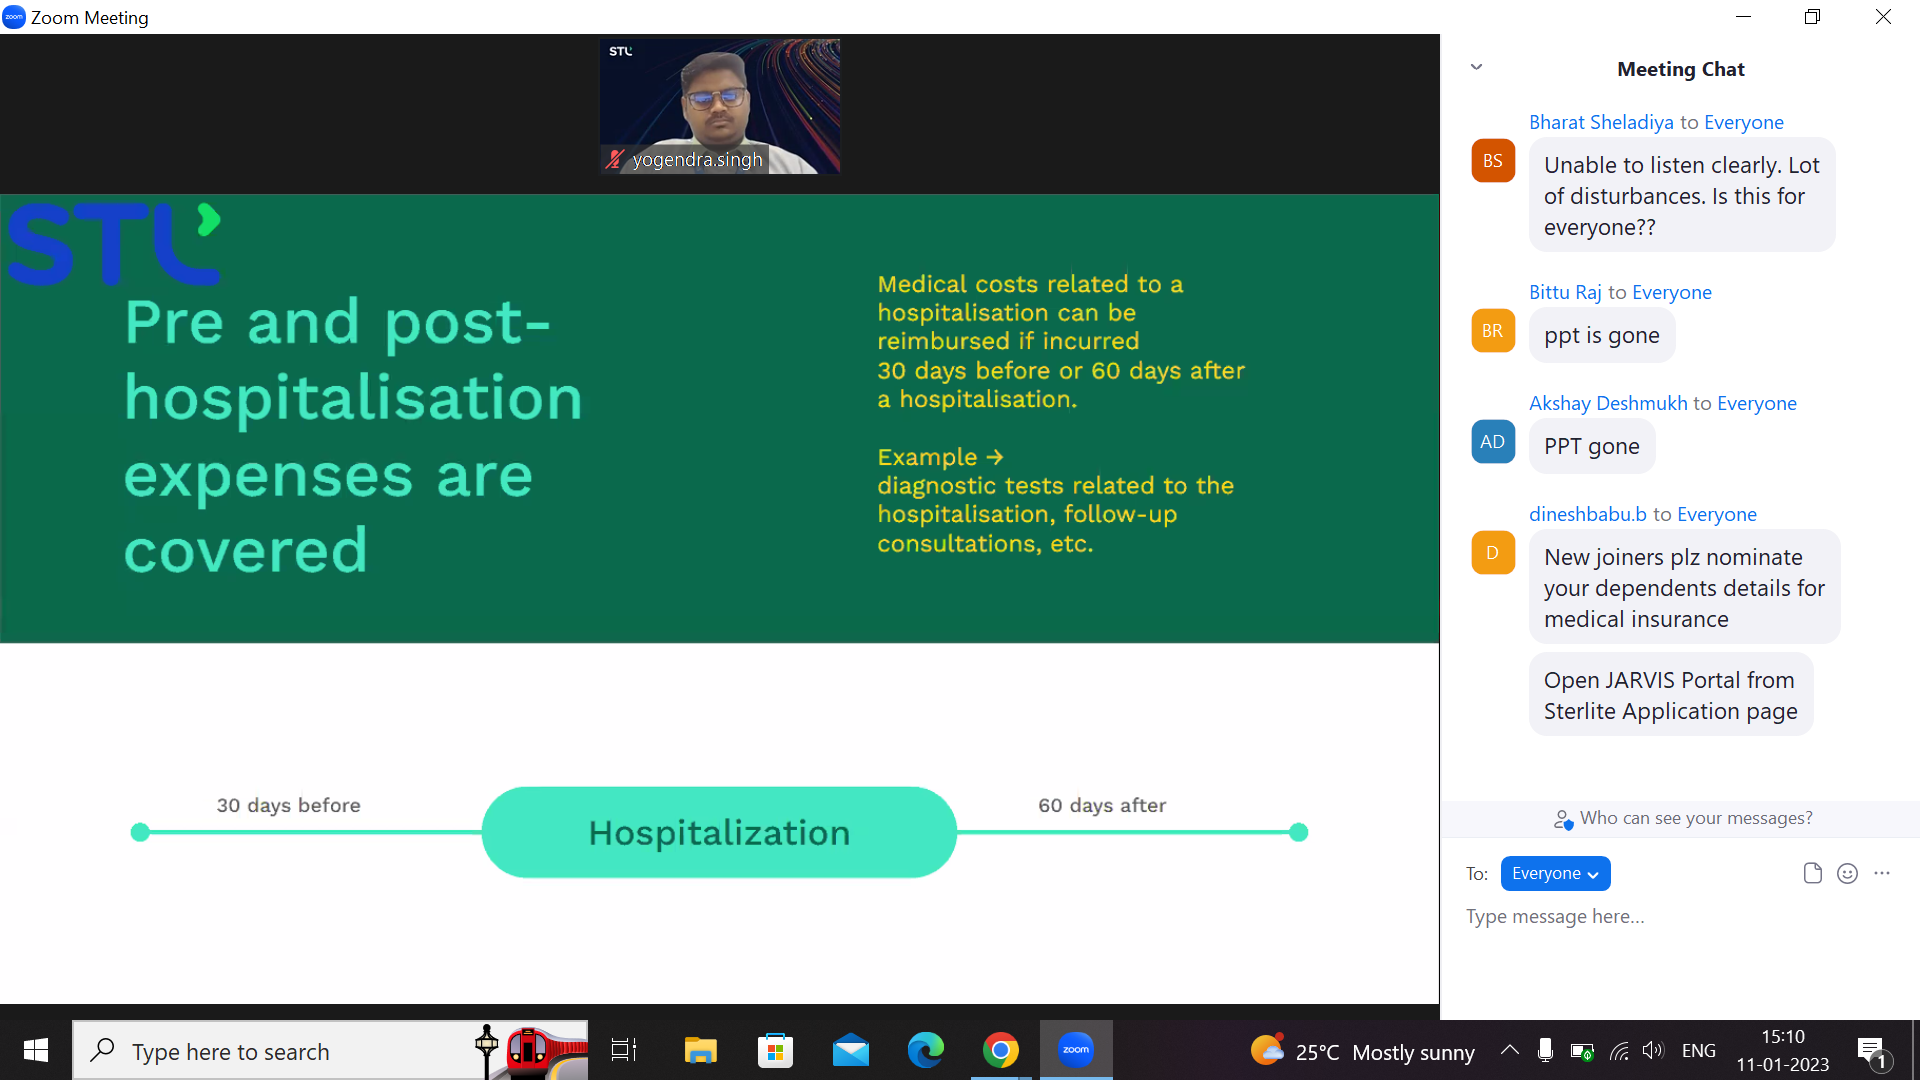 zoom Zoom Meeting
STL
yogendra.singh
STL
Pre and post-
hospitalisation
expenses are
covered
Medical costs related to a
hospitalisation can be
reimbursed if incurred
30 days before or 60 days after
a hospitalisation.
Example →
diagnostic tests related to the
hospitalisation, follow-up
consultations, etc.
30 days before
Hospitalization
60 days after
Meeting Chat
Bharat Sheladiya to Everyone
BS
Unable to listen clearly. Lot
of disturbances. Is this for
everyone??
Bittu Raj to Everyone
BR
ppt is gone
Akshay Deshmukh to Everyone
AD
PPT gone
dineshbabu.b to Everyone
D
New joiners plz nominate
your dependents details for
medical insurance
Open JARVIS Portal from
Sterlite Application page
Who can see your messages?
To: Everyone
Type message here...
Type here to search
zoom
25°C Mostly sunny
ENG
15:10
11-01-2023
1